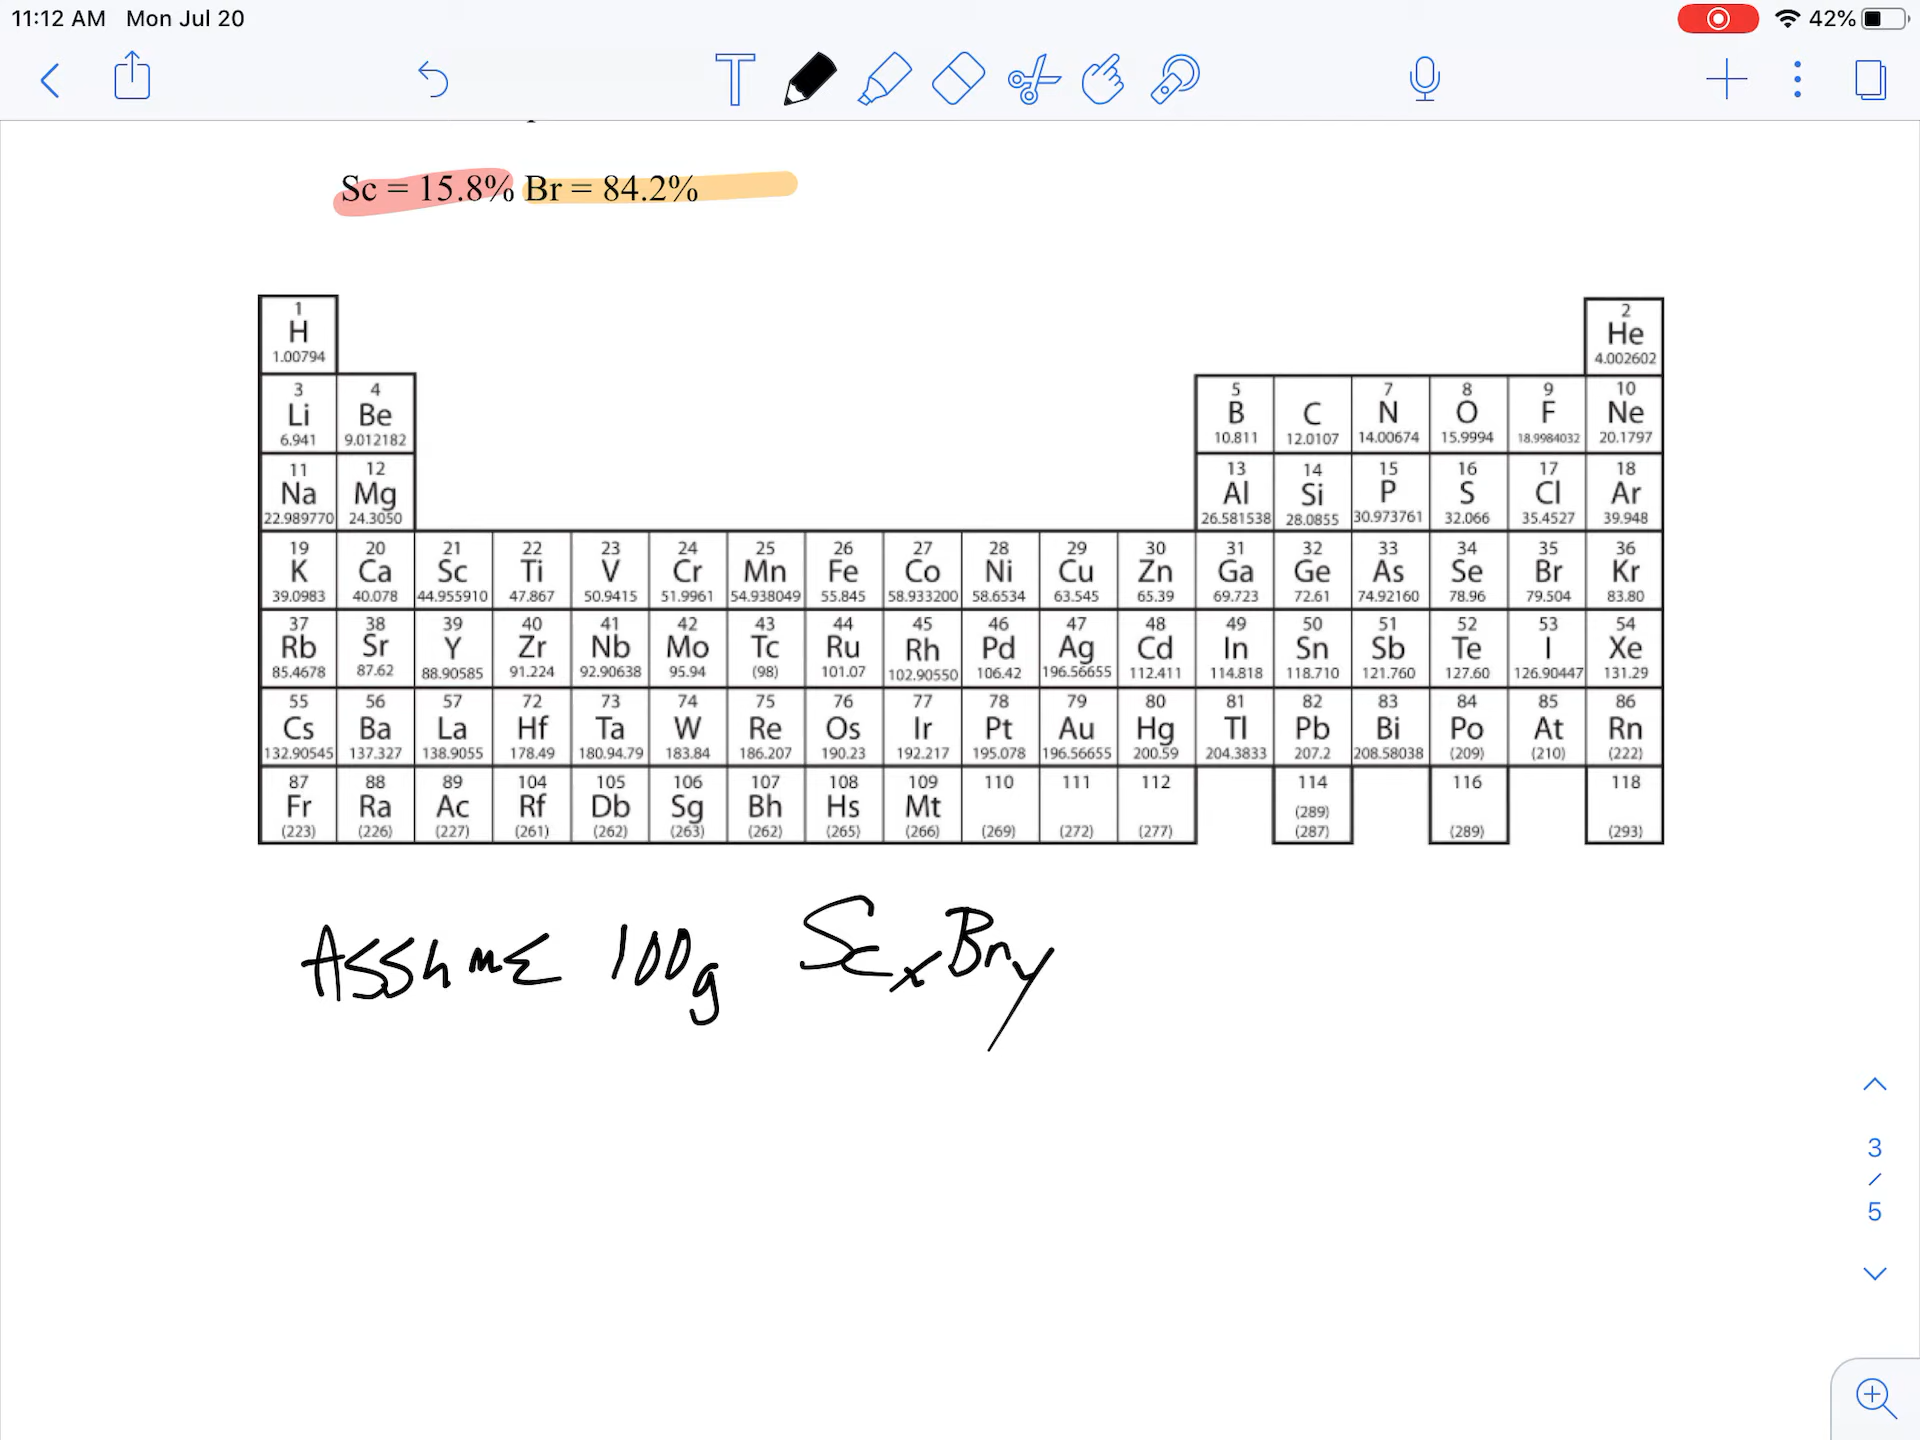 11:12 AM Mon Jul 20 42%
T
Sc = 15.8% Br = 84.2%
1 2
H He
1.00794 4.002602
3 4 5 7 8 9 10
Li Be B C N O F Ne
6.941 9.012182 10.811 12.0107 14.00674 15.9994 18.9984032 20.1797
11 12 13 14 15 16 17 18
Na Mg Al Si P S Cl Ar
22.989770 24.3050 26.581538 28.0855 30.973761 32.066 35.4527 39.948
19 20 21 22 23 24 25 26 27 28 29 30 31 32 33 34 35 36
K Ca Sc Ti V Cr Mn Fe Co Ni Cu Zn Ga Ge As Se Br Kr
39.0983 40.078 44.955910 47.867 50.9415 51.9961 54.938049 55.845 58.933200 58.6534 63.545 65.39 69.723 72.61 74.92160 78.96 79.504 83.80
37 38 39 40 41 42 43 44 45 46 47 48 49 50 51 52 53 54
Rb Sr Y Zr Nb Mo Tc Ru Rh Pd Ag Cd In Sn Sb Te I Xe
85.4678 87.62 88.90585 91.224 92.90638 95.94 (98) 101.07 102.90550 106.42 196.56655 112.411 114.818 118.710 121.760 127.60 126.90447 131.29
55 56 57 72 73 74 75 76 77 78 79 80 81 82 83 84 85 86
Cs Ba La Hf Ta W Re Os Ir Pt Au Hg Tl Pb Bi Po At Rn
132.90545 137.327 138.9055 178.49 180.94.79 183.84 186.207 190.23 192.217 195.078 196.56655 200.59 204.3833 207.2 208.58038 (209) (210) (222)
87 88 89 104 105 106 107 108 109 110 111 112 114 116 118
Fr Ra Ac Rf Db Sg Bh Hs Mt (289)
(223) (226) (227) (261) (262) (263) (262) (265) (266) (269) (272) (277) (287) (289) (293)
Assume 100g ScxBry
3
/
5